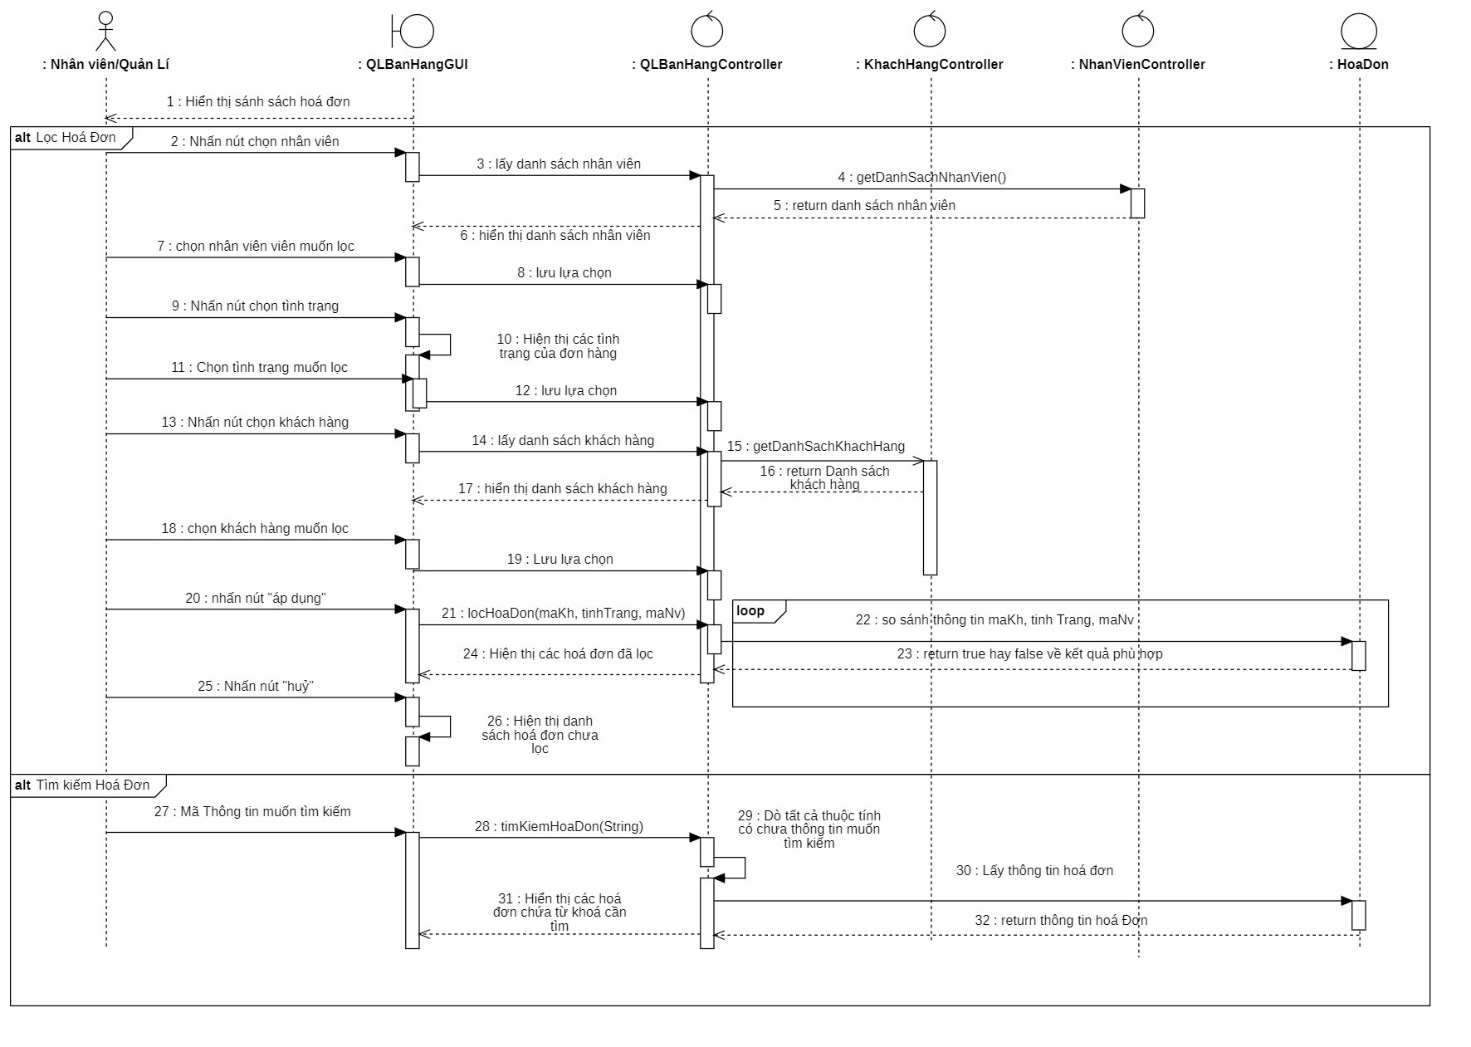 : Nhân viên/Quản Lí
: QLBanHangGUI
: QLBanHangController
: KhachHangController
: NhanVienController
: HoaDon
1 : Hiển thị sánh sách hoá đơn
alt Lọc Hoá Đơn
2 : Nhấn nút chọn nhân viên
3 : lấy danh sách nhân viên
4 : getDanhSachNhanVien()
5 : return danh sách nhân viên
6 : hiển thị danh sách nhân viên
7 : chọn nhân viên viên muốn lọc
8 : lưu lựa chọn
9 : Nhấn nút chọn tình trạng
10 : Hiện thị các tình
trạng của đơn hàng
11 : Chọn tình trạng muốn lọc
12 : lưu lựa chọn
13 : Nhấn nút chọn khách hàng
14 : lấy danh sách khách hàng
15 : getDanhSachKhachHang
16 : return Danh sách
khách hàng
17 : hiển thị danh sách khách hàng
18 : chọn khách hàng muốn lọc
19 : Lưu lựa chọn
20 : nhấn nút "áp dụng"
21 : locHoaDon(maKh, tinhTrang, maNv)
loop
22 : so sánh thông tin maKh, tinh Trang, maNv
23 : return true hay false về kết quả phù hợp
24 : Hiện thị các hoá đơn đã lọc
25 : Nhấn nút "huỷ"
26 : Hiện thị danh
sách hoá đơn chưa
lọc
alt Tìm kiếm Hoá Đơn
27 : Mã Thông tin muốn tìm kiếm
28 : timKiemHoaDon(String)
29 : Dò tất cả thuộc tính
có chưa thông tin muốn
tìm kiếm
30 : Lấy thông tin hoá đơn
31 : Hiển thị các hoá
đơn chứa từ khoá cần
tìm
32 : return thông tin hoá Đơn